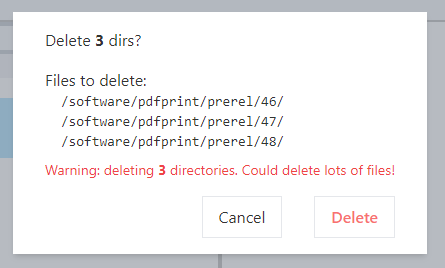 Delete 3 dirs?
Files to delete:
/software/pdfprint/prerel/46/
/software/pdfprint/prerel/47/
/software/pdfprint/prerel/48/
Warning: deleting 3 directories. Could delete lots of files!
Cancel
Delete